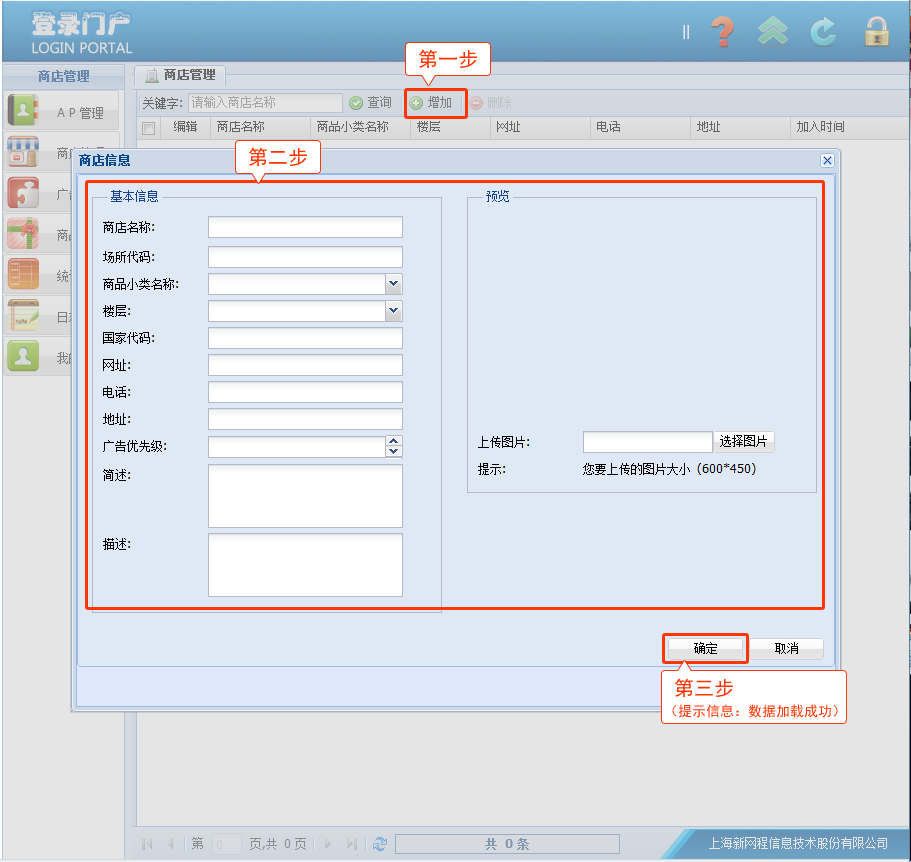 登录门户
LOGIN PORTAL
第一步
商店管理
商店管理
关键字: 请输入商店名称 查询 增加 删除
编辑 商店名称 商品小类名称 楼层 网址 电话 地址 加入时间
A P 管理
商店
广告
商品
统计
日志
我的
第二步
商店信息
基本信息
商店名称:
场所代码:
商品小类名称:
楼层:
国家代码:
网址:
电话:
地址:
广告优先级:
简述:
描述:
预览
上传图片: 选择图片
提示: 您要上传的图片大小（600*450）
确定 取消
第三步
（提示信息：数据加载成功）
第 0 页,共 0 页 共 0 条
上海新网程信息技术股份有限公司